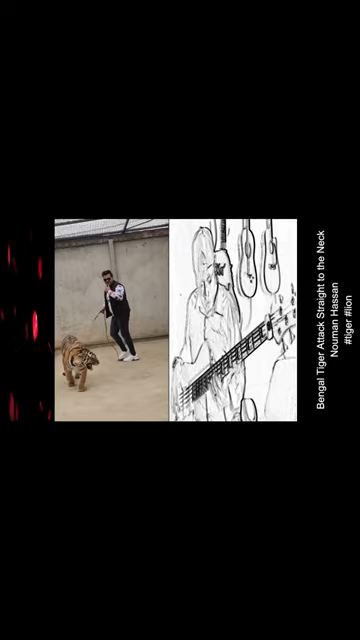 Bengal Tiger Attack Straight to the Neck
Nouman Hassan
#tiger #lion